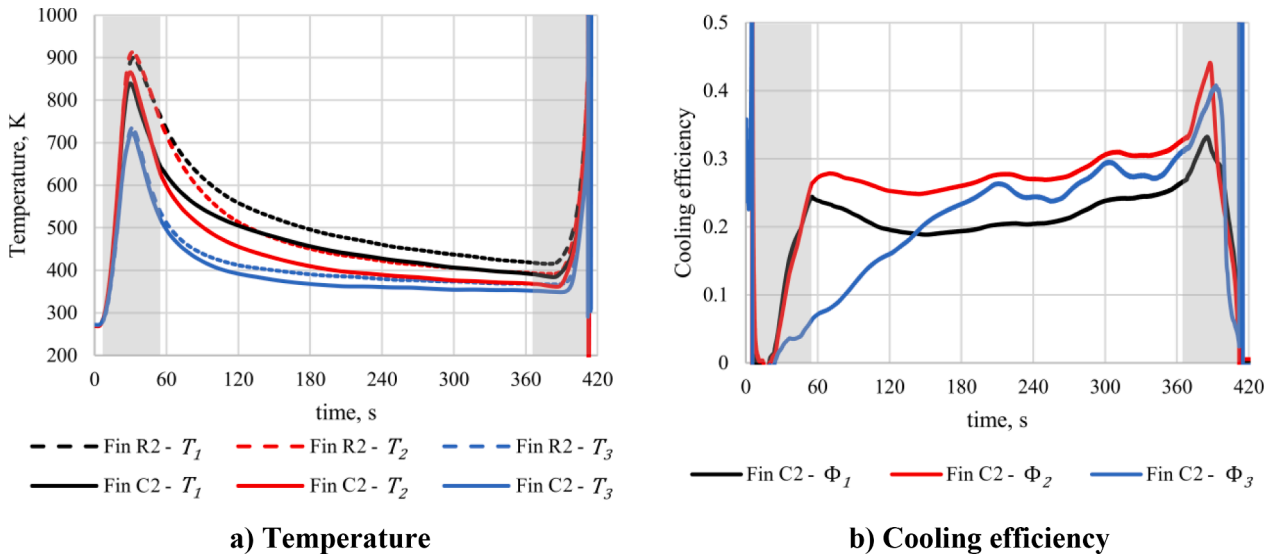 1000
900
800
700
600
500
400
300
200
Temperature, K
0 60 120 180 240 300 360 420
time, s
Fin R2 - T1 Fin R2 - T2 Fin R2 - T3
Fin C2 - T1 Fin C2 - T2 Fin C2 - T3
a) Temperature
0.5
0.4
0.3
0.2
0.1
0
Cooling efficiency
0 60 120 180 240 300 360 420
time, s
Fin C2 - Φ1 Fin C2 - Φ2 Fin C2 - Φ3
b) Cooling efficiency